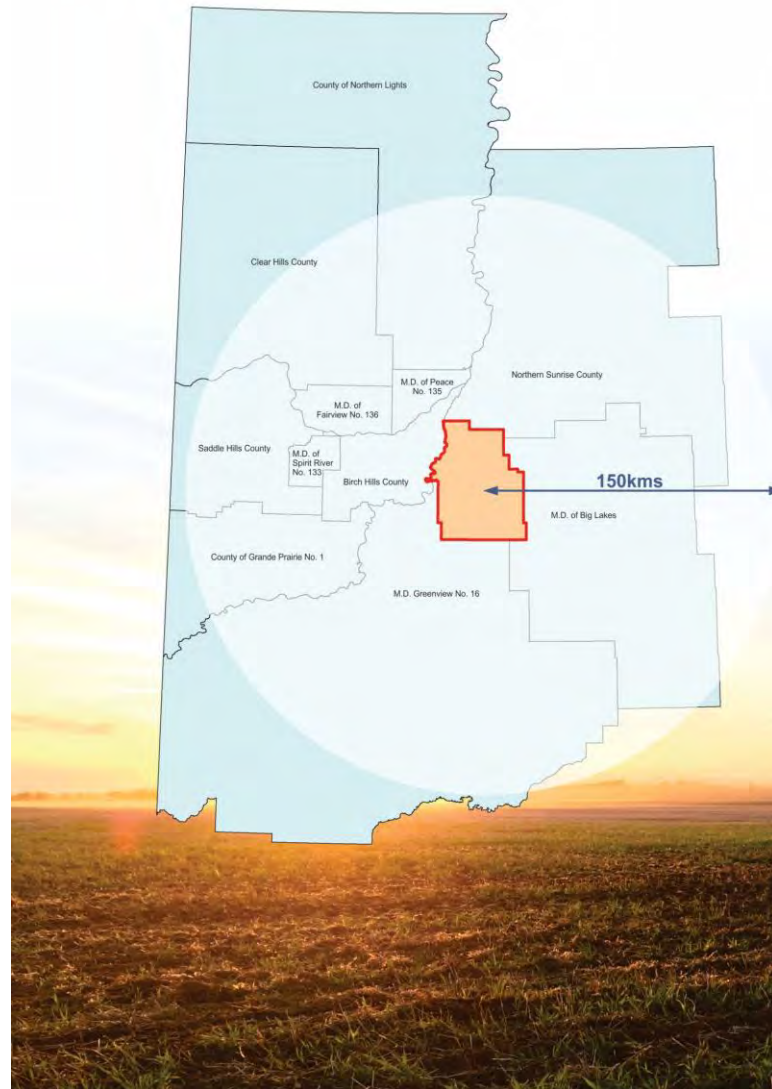 County of Northern Lights
Clear Hills County
M.D. of Peace
No. 135
Northern Sunrise County
M.D. of
Fairview No. 136
Saddle Hills County
M.D. of
Spirit River
No. 133
Birch Hills County
150kms
M.D. of Big Lakes
County of Grande Prairie No. 1
M.D. Greenview No. 16